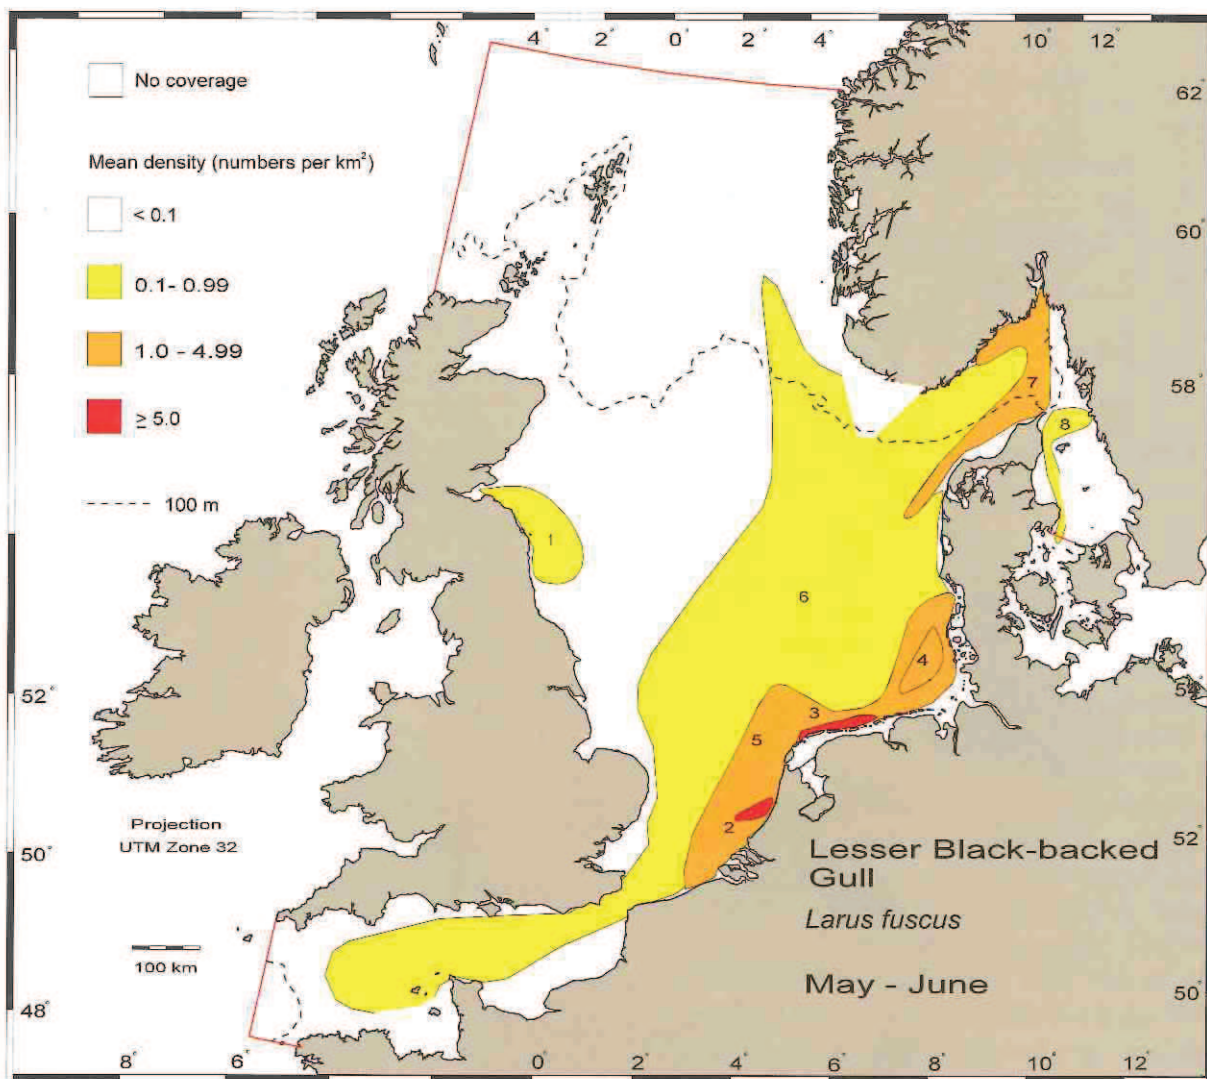 4° 2° 0° 2° 4° 10° 12°
No coverage
62°
Mean density (numbers per km²)
< 0.1
60°
0.1- 0.99
1.0 - 4.99
7
58°
≥ 5.0
8
100 m
1
6
4
52°
3
5
Projection
UTM Zone 32
2
52°
50°
Lesser Black-backed
Gull
Larus fuscus
100 km
May - June
50°
48°
8° 6° 0° 2° 4° 6° 8° 10° 12°